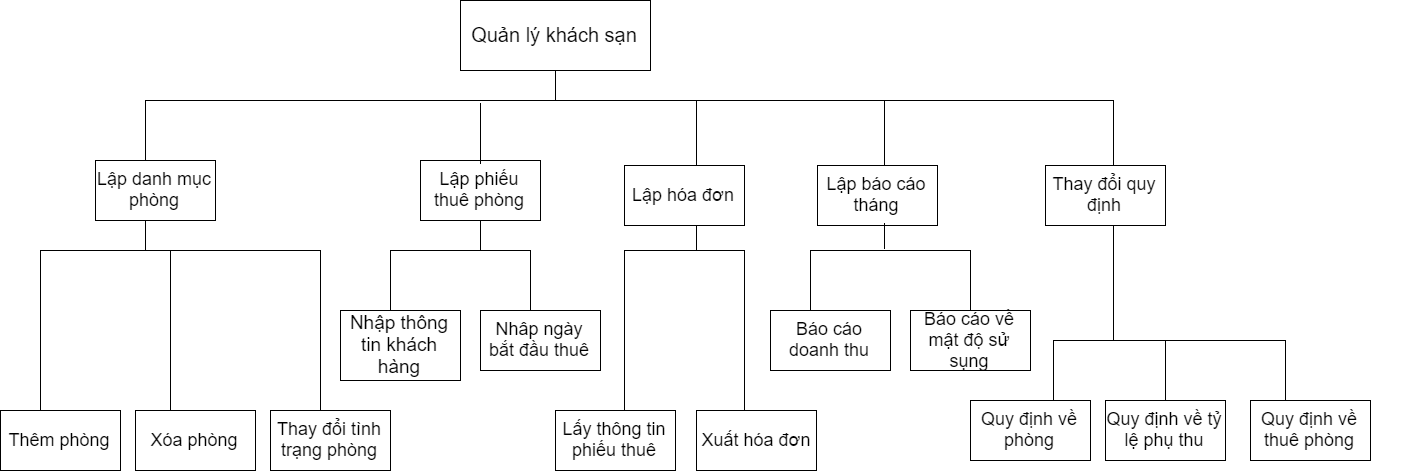 Quản lý khách sạn
Lập danh mục
phòng
Lập phiếu
thuê phòng
Lập hóa đơn
Lập báo cáo
tháng
Thay đổi quy
định
Nhập thông
tin khách
hàng
Nhâp ngày
bắt đầu thuê
Báo cáo
doanh thu
Báo cáo về
mật độ sử
sụng
Thêm phòng
Xóa phòng
Thay đổi tình
trạng phòng
Lấy thông tin
phiếu thuê
Xuất hóa đơn
Quy định về
phòng
Quy định về tỷ
lệ phụ thu
Quy định về
thuê phòng